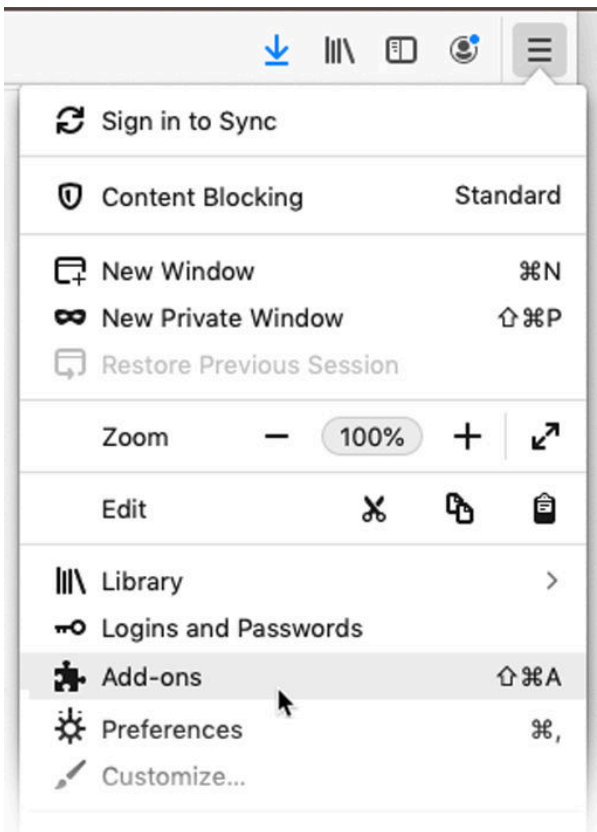 Sign in to Sync
Content Blocking Standard
New Window ⌘N
New Private Window ⇧⌘P
Restore Previous Session
Zoom − 100% +
Edit
Library >
Logins and Passwords
Add-ons ⇧⌘A
Preferences ⌘,
Customize...